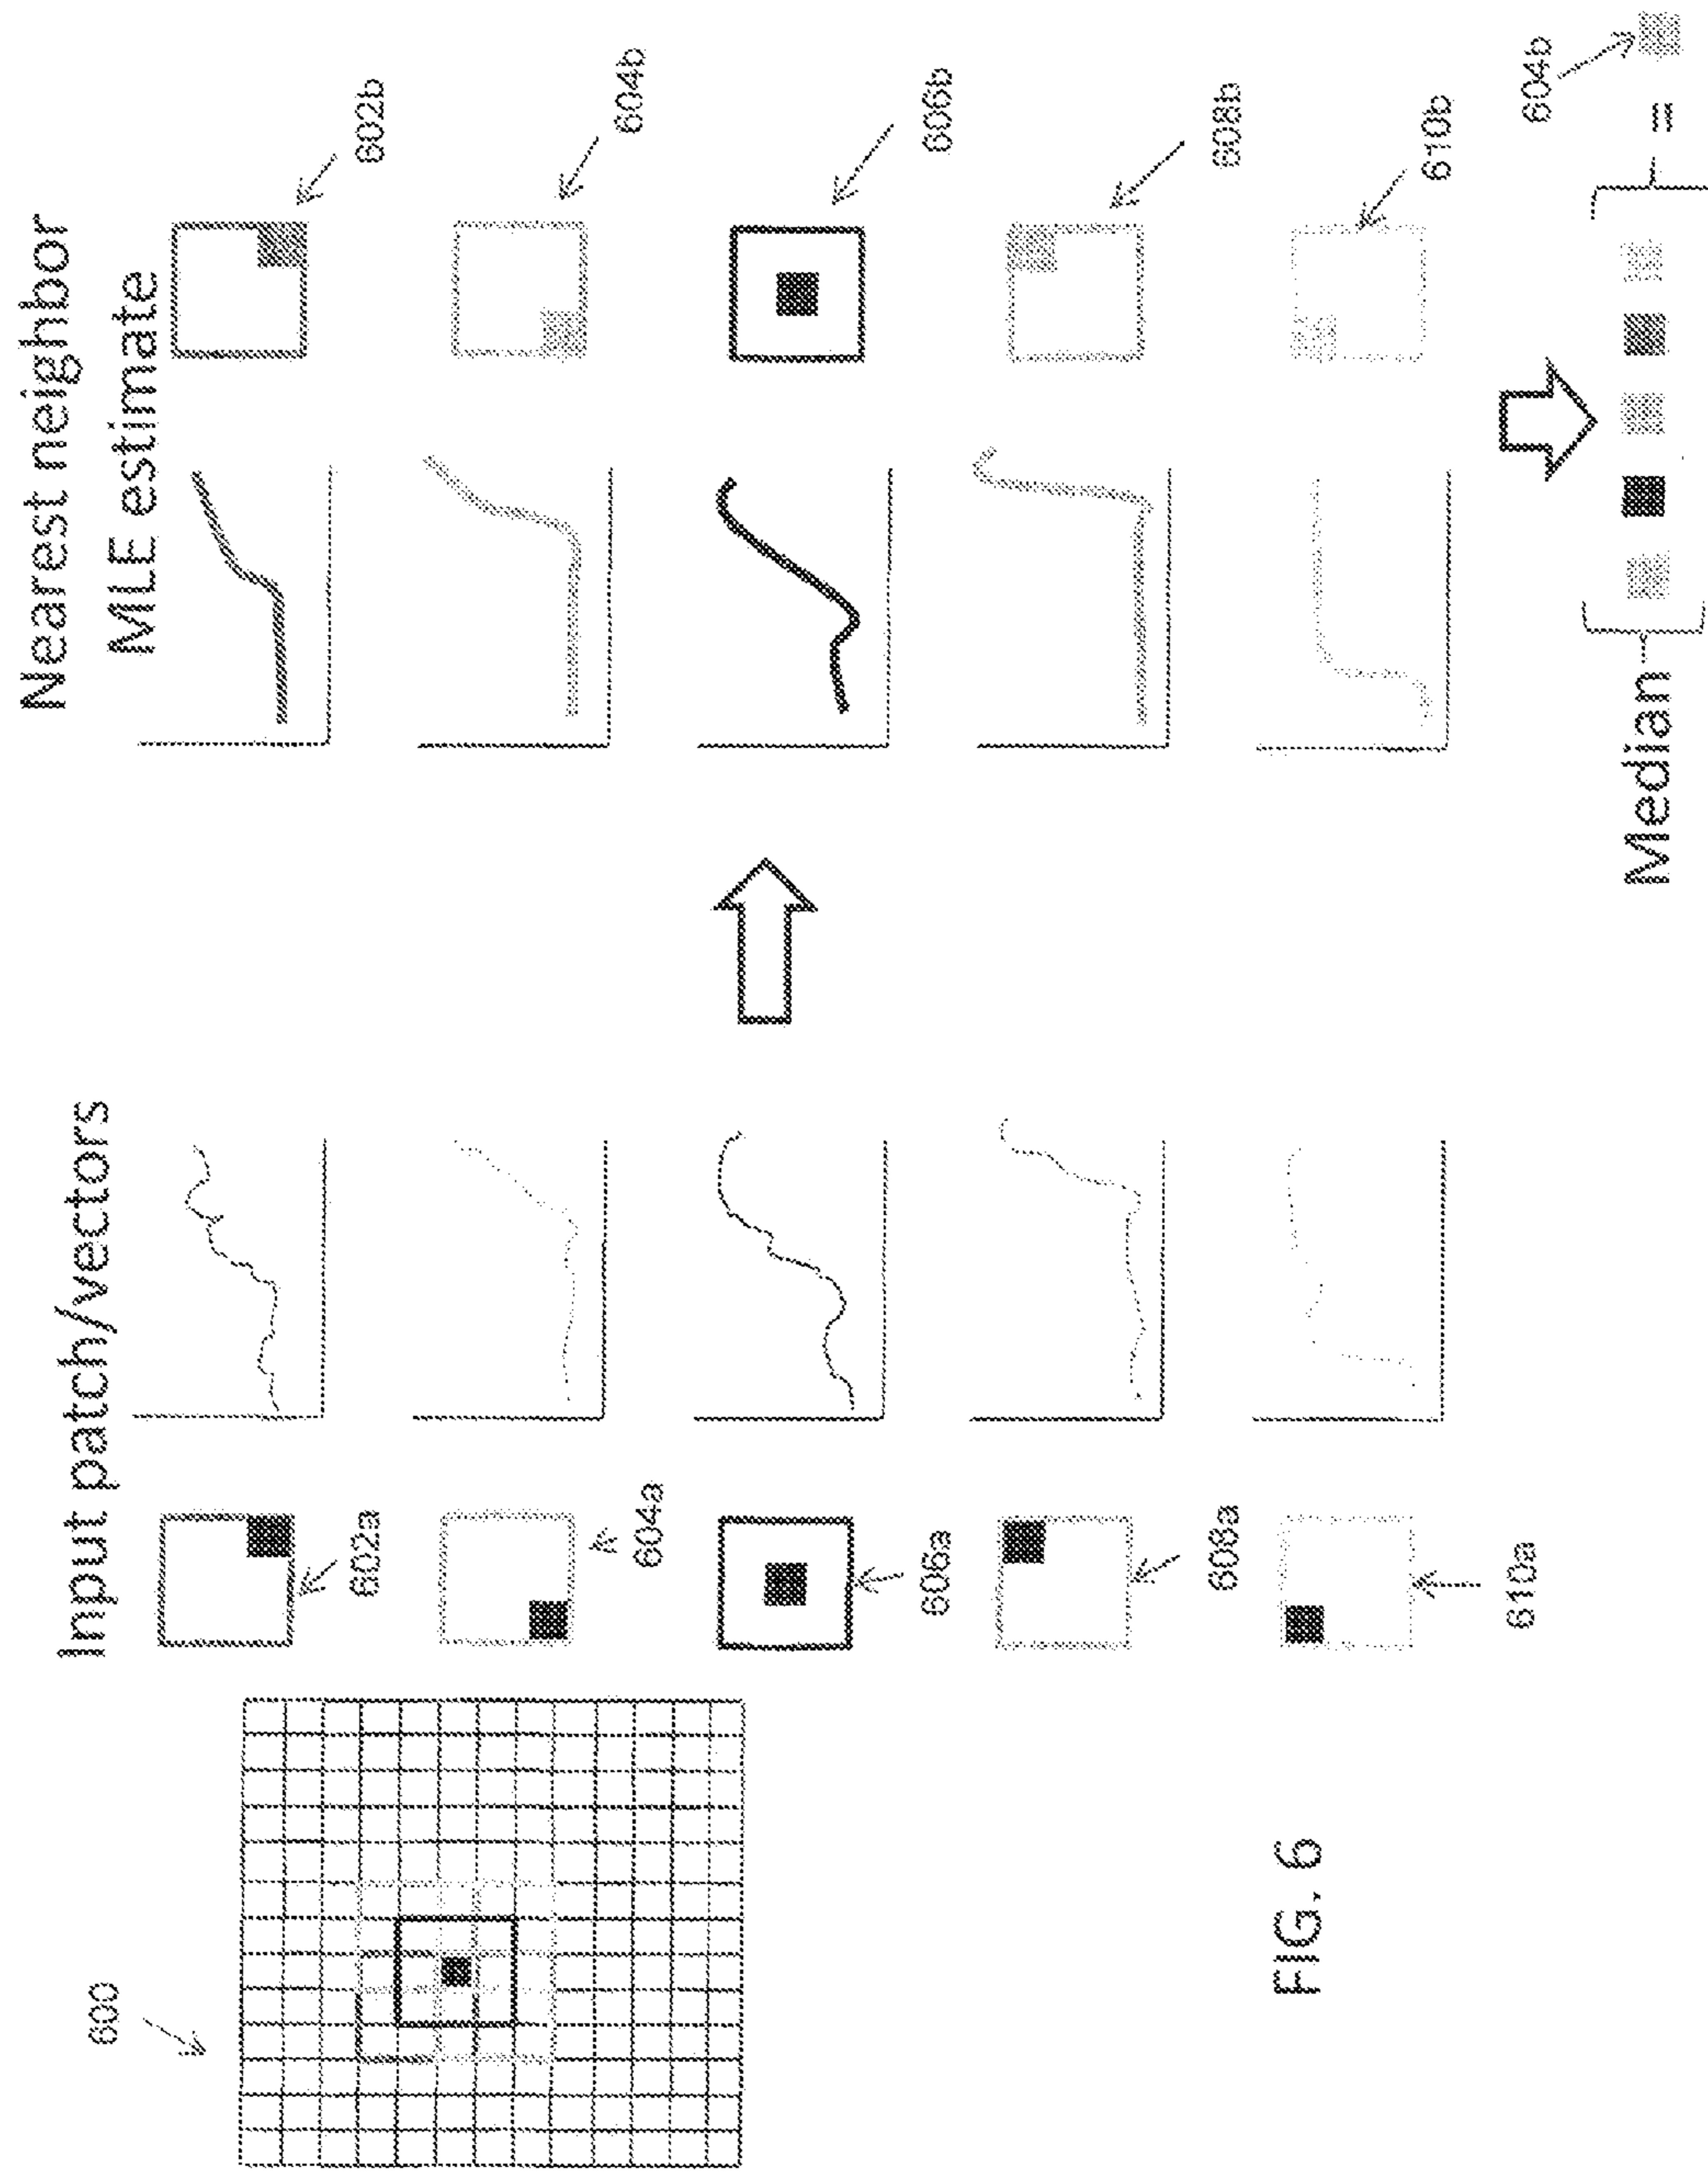 600
Input patch/vectors
602a
604a
606a
608a
610a
Nearest neighbor
MLE estimate
602b
604b
606b
608b
610b
Median
=
604b
FIG. 6